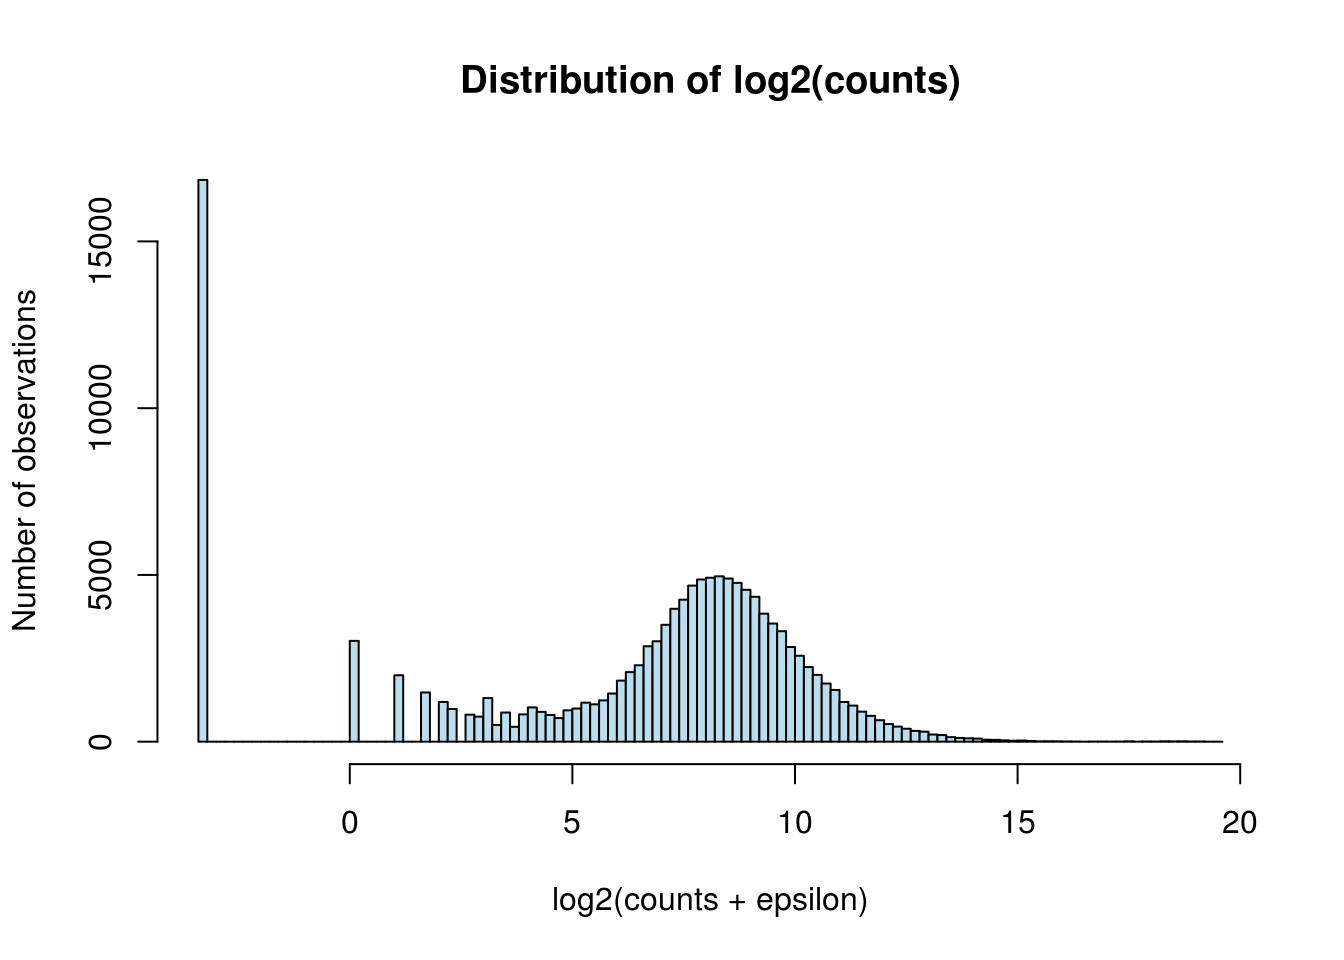 Distribution of log2(counts)
Number of observations
15000
10000
5000
0
0 5 10 15 20
log2(counts + epsilon)